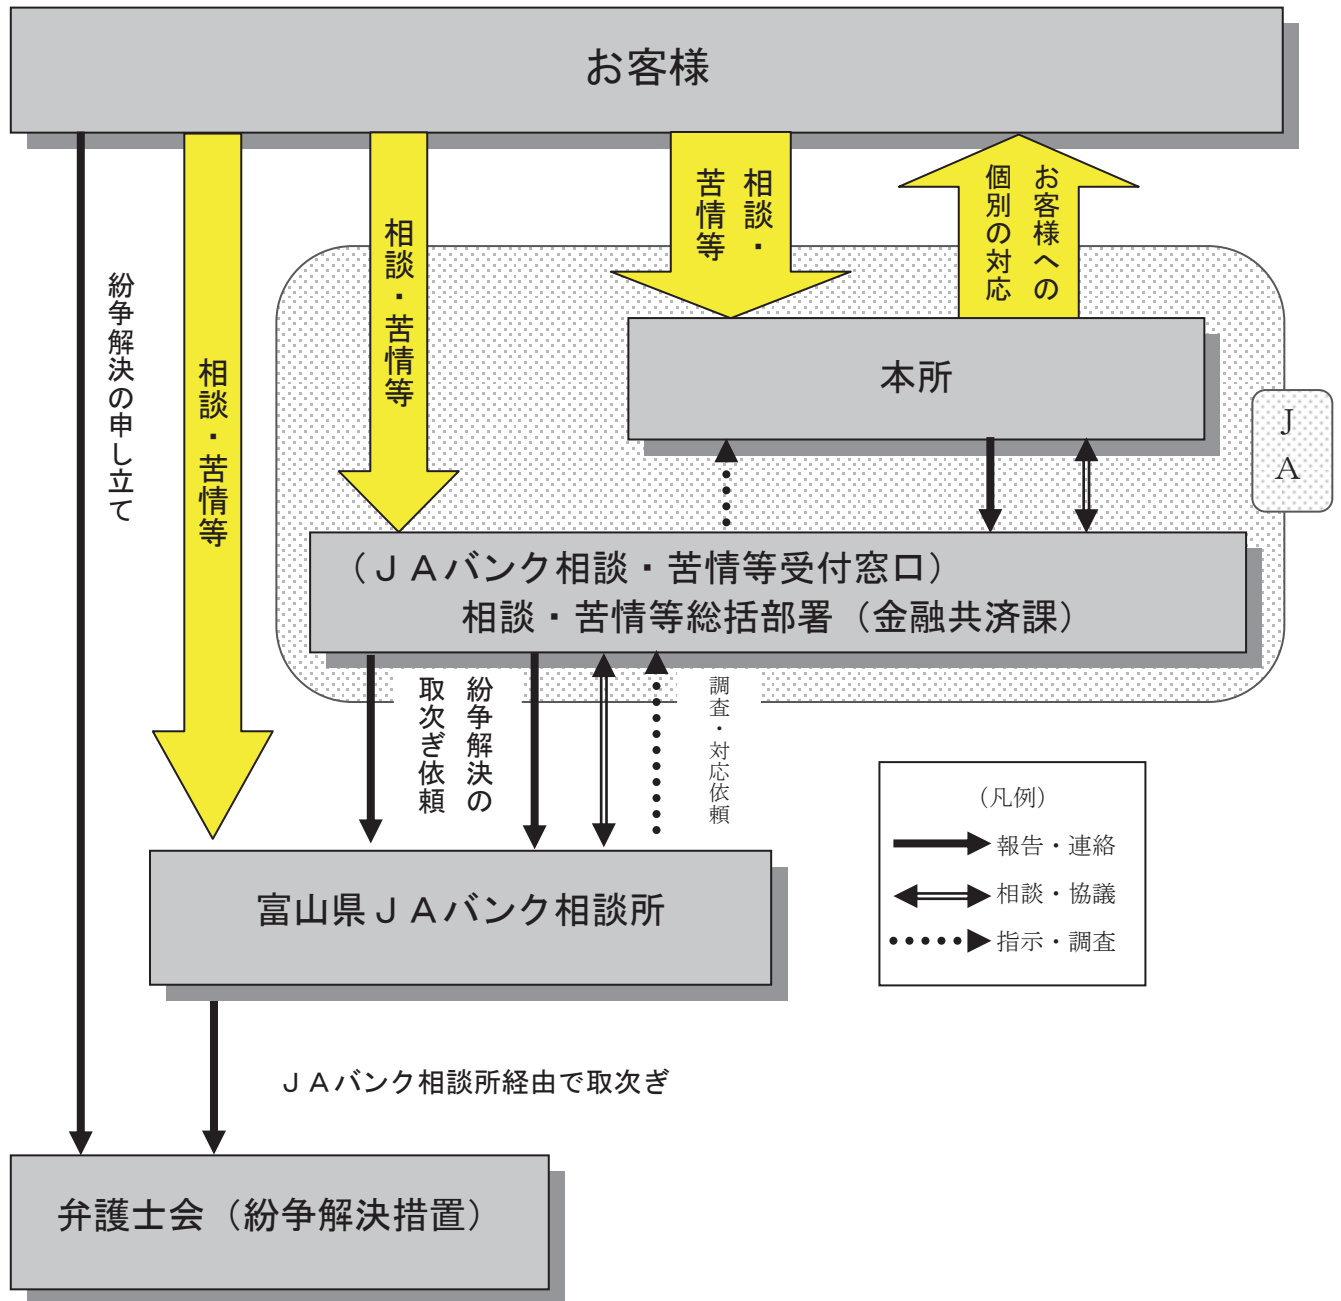 お客様
紛争解決の申し立て
相談・苦情等
相談・苦情等
相談・
苦情等
お客様への
個別の対応
本所
ＪＡ
（ＪＡバンク相談・苦情等受付窓口）
相談・苦情等総括部署（金融共済課）
紛争解決の
取次ぎ依頼
調査・対応依頼
（凡例）
報告・連絡
相談・協議
指示・調査
富山県ＪＡバンク相談所
ＪＡバンク相談所経由で取次ぎ
弁護士会（紛争解決措置）